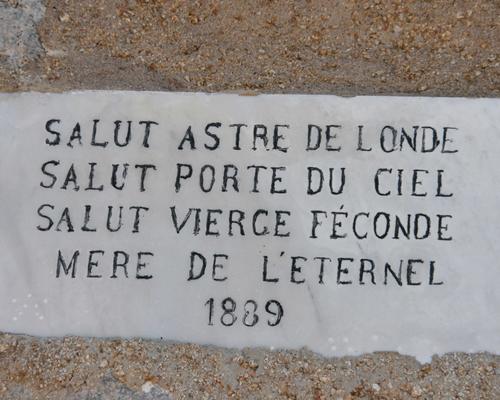 SALUT ASTRE DE LONDE
SALUT PORTE DU CIEL
SALUT VIERGE FÉCONDE
MERE DE L'ETERNEL
1889